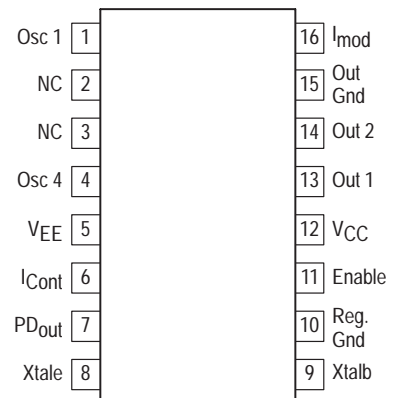 Osc 1 1
NC 2
NC 3
Osc 4 4
VEE 5
ICont 6
PDout 7
Xtale 8
16 Imod
15 Out
Gnd
14 Out 2
13 Out 1
12 VCC
11 Enable
10 Reg.
Gnd
9 Xtalb